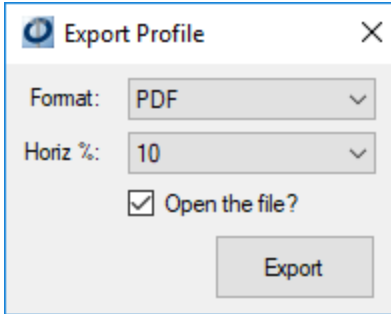 Export Profile
Format: PDF
Horiz %: 10
Open the file?
Export